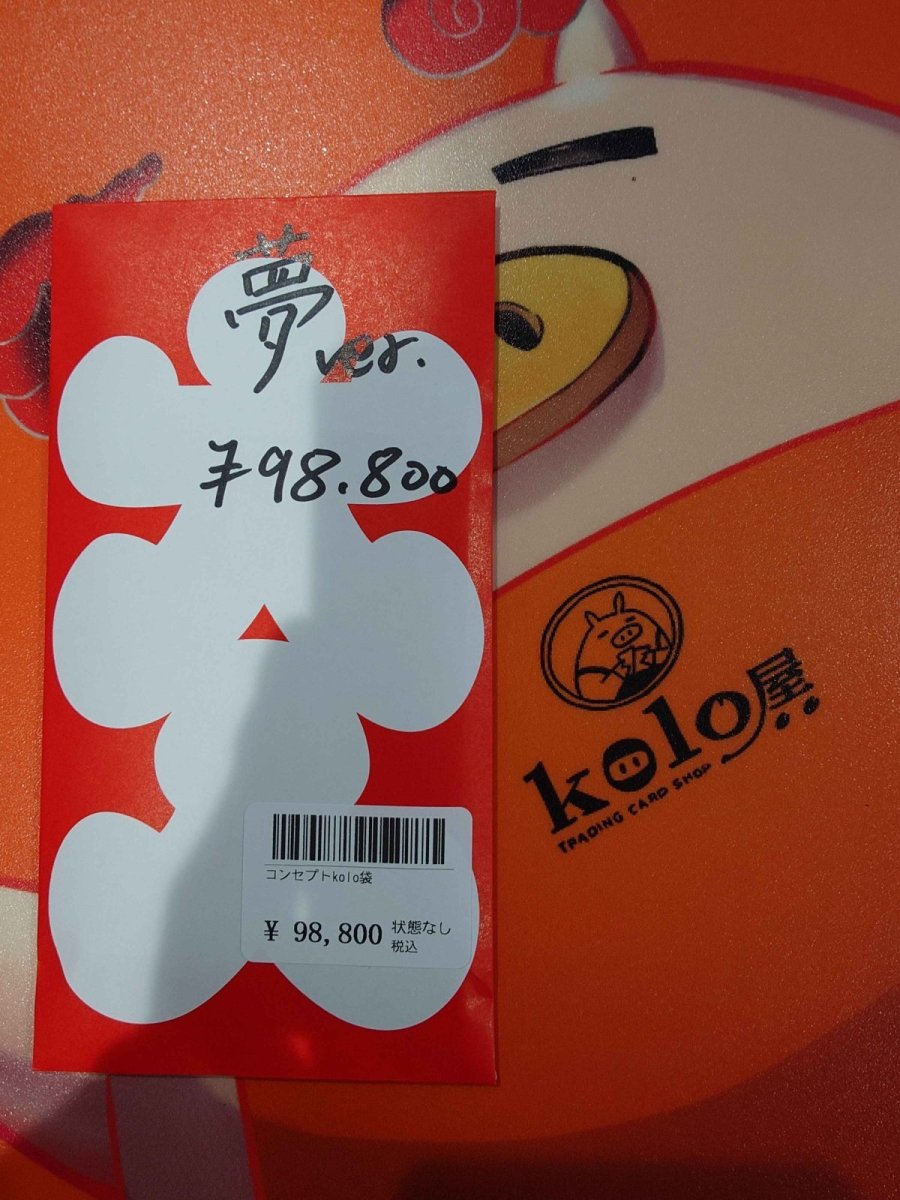 夢ver.
¥98.800
コンセプトkolo袋
¥ 98,800 状態なし
税込
kolo屋
TRADING CARD SHOP